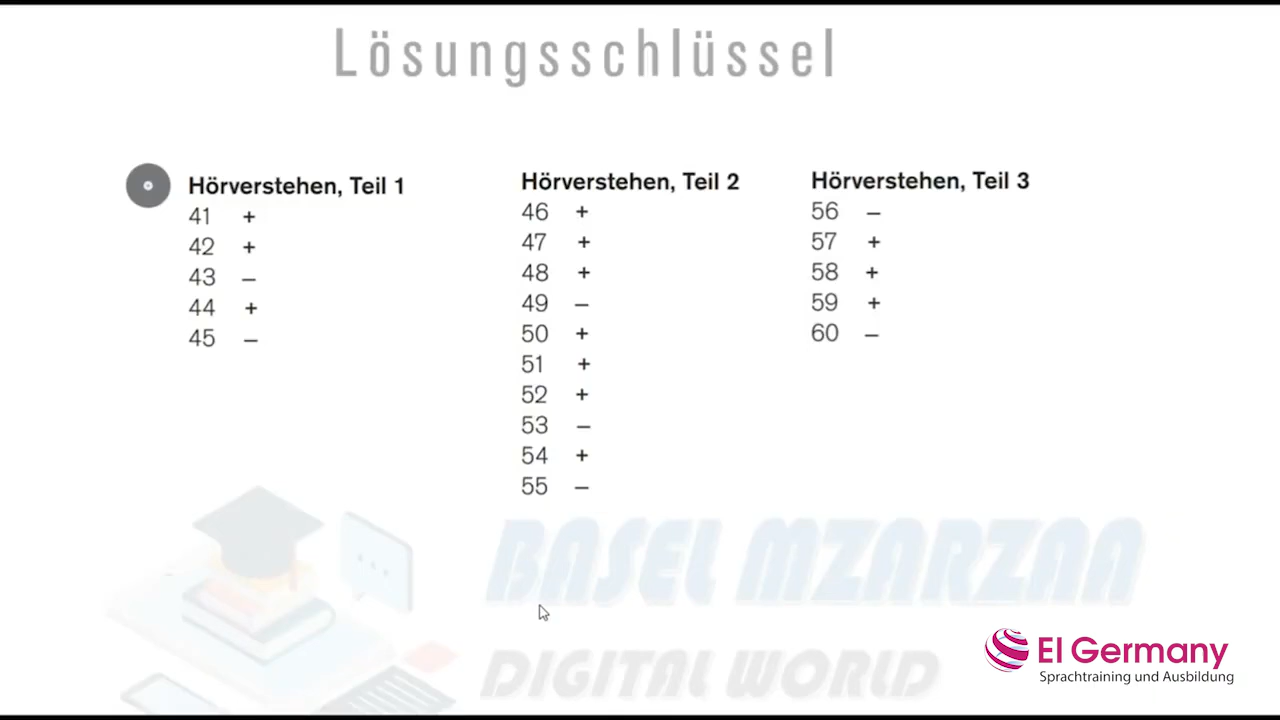 Lösungsschlüssel
Hörverstehen, Teil 1
41 +
42 +
43 –
44 +
45 –
Hörverstehen, Teil 2
46 +
47 +
48 +
49 –
50 +
51 +
52 +
53 –
54 +
55 –
Hörverstehen, Teil 3
56 –
57 +
58 +
59 +
60 –
BASEL MZARZAA
DIGITAL WORLD
EI Germany
Sprachtraining und Ausbildung